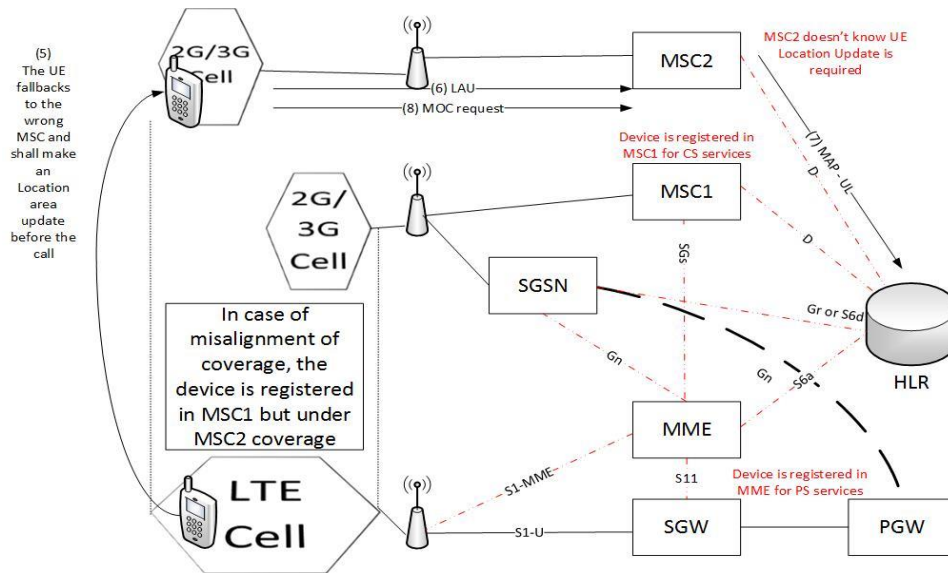 (5)
The UE
fallbacks
to the
wrong
MSC and
shall make
an
Location
area
update
before the
call
2G/3G
Cell
(6) LAU
(8) MOC request
MSC2
MSC2 doesn't know UE
Location Update is
required
(7) MAP - UL
D
Device is registered in
MSC1 for CS services
2G/
3G
Cell
MSC1
D
SGs
SGSN
Gr or S6d
Gn
Gn
S6a
HLR
In case of
misalignment of
coverage, the
device is registered
in MSC1 but under
MSC2 coverage
MME
S1-MME
S11
Device is registered in
MME for PS services
LTE
Cell
S1-U
SGW
PGW